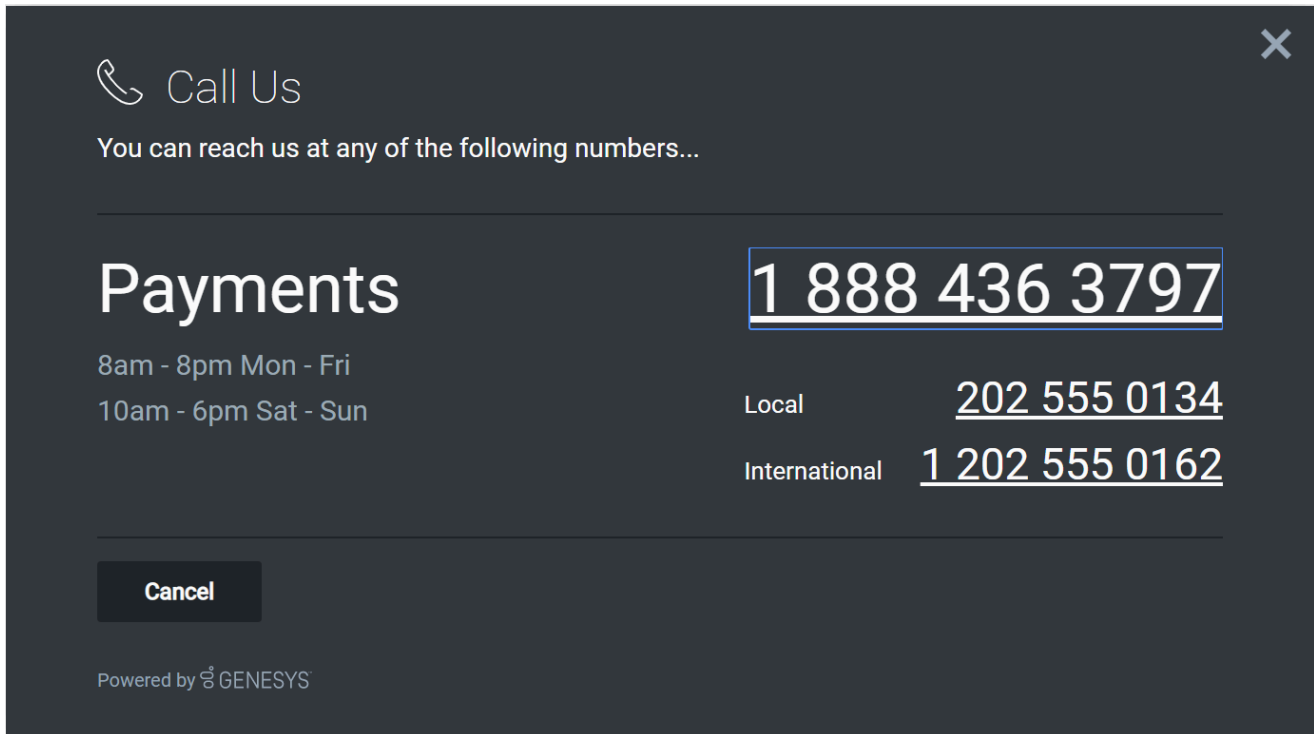 Call Us
You can reach us at any of the following numbers...
Payments
1 888 436 3797
8am - 8pm Mon - Fri
10am - 6pm Sat - Sun
Local 202 555 0134
International 1 202 555 0162
Cancel
Powered by GENESYS